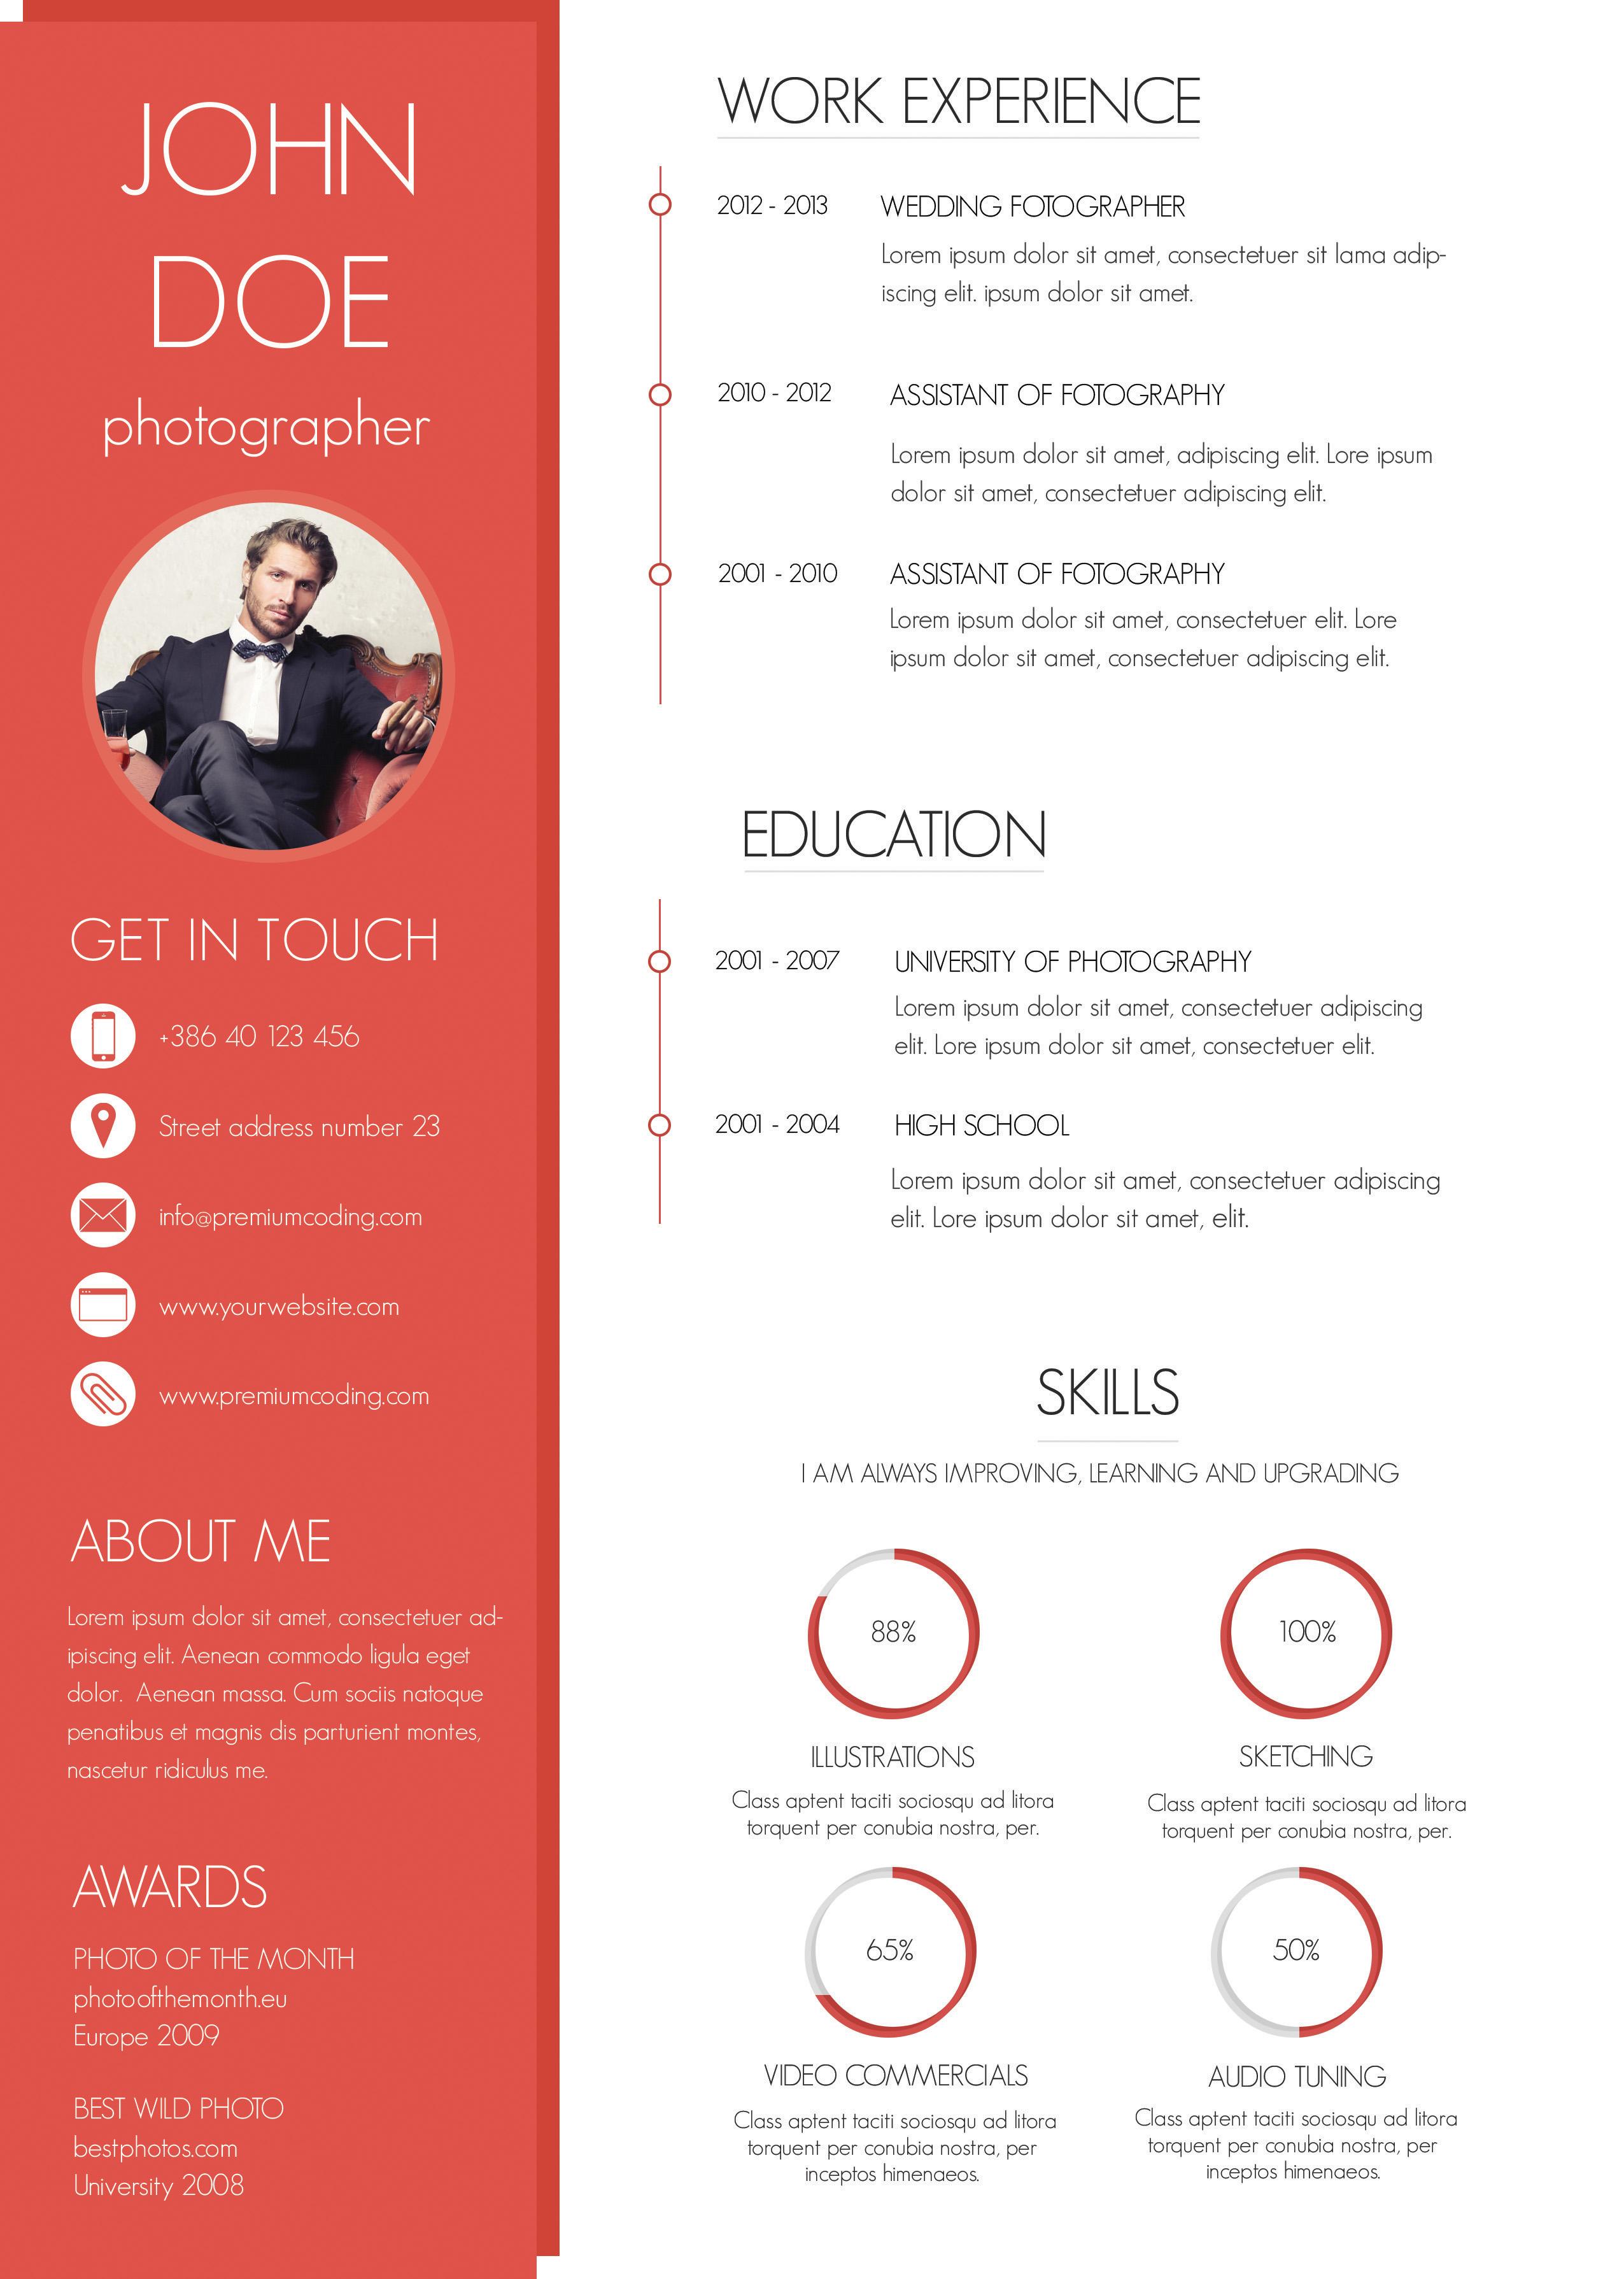 JOHN
DOE
photographer
GET IN TOUCH
+386 40 123 456
Street address number 23
info@premiumcoding.com
www.yourwebsite.com
www.premiumcoding.com
ABOUT ME
Lorem ipsum dolor sit amet, consectetuer ad-
ipiscing elit. Aenean commodo ligula eget
dolor.  Aenean massa. Cum sociis natoque
penatibus et magnis dis parturient montes,
nascetur ridiculus me.
AWARDS
PHOTO OF THE MONTH
photoofthemonth.eu
Europe 2009
BEST WILD PHOTO
bestphotos.com
University 2008
WORK EXPERIENCE
2012 - 2013 WEDDING FOTOGRAPHER
Lorem ipsum dolor sit amet, consectetuer sit lama adip-
iscing elit. ipsum dolor sit amet.
2010 - 2012 ASSISTANT OF FOTOGRAPHY
Lorem ipsum dolor sit amet, adipiscing elit. Lore ipsum
dolor sit amet, consectetuer adipiscing elit.
2001 - 2010 ASSISTANT OF FOTOGRAPHY
Lorem ipsum dolor sit amet, consectetuer elit. Lore
ipsum dolor sit amet, consectetuer adipiscing elit.
EDUCATION
2001 - 2007 UNIVERSITY OF PHOTOGRAPHY
Lorem ipsum dolor sit amet, consectetuer adipiscing
elit. Lore ipsum dolor sit amet, consectetuer elit.
2001 - 2004 HIGH SCHOOL
Lorem ipsum dolor sit amet, consectetuer adipiscing
elit. Lore ipsum dolor sit amet, elit.
SKILLS
I AM ALWAYS IMPROVING, LEARNING AND UPGRADING
88%
ILLUSTRATIONS
Class aptent taciti sociosqu ad litora
torquent per conubia nostra, per.
100%
SKETCHING
Class aptent taciti sociosqu ad litora
torquent per conubia nostra, per.
65%
VIDEO COMMERCIALS
Class aptent taciti sociosqu ad litora
torquent per conubia nostra, per
inceptos himenaeos.
50%
AUDIO TUNING
Class aptent taciti sociosqu ad litora
torquent per conubia nostra, per
inceptos himenaeos.